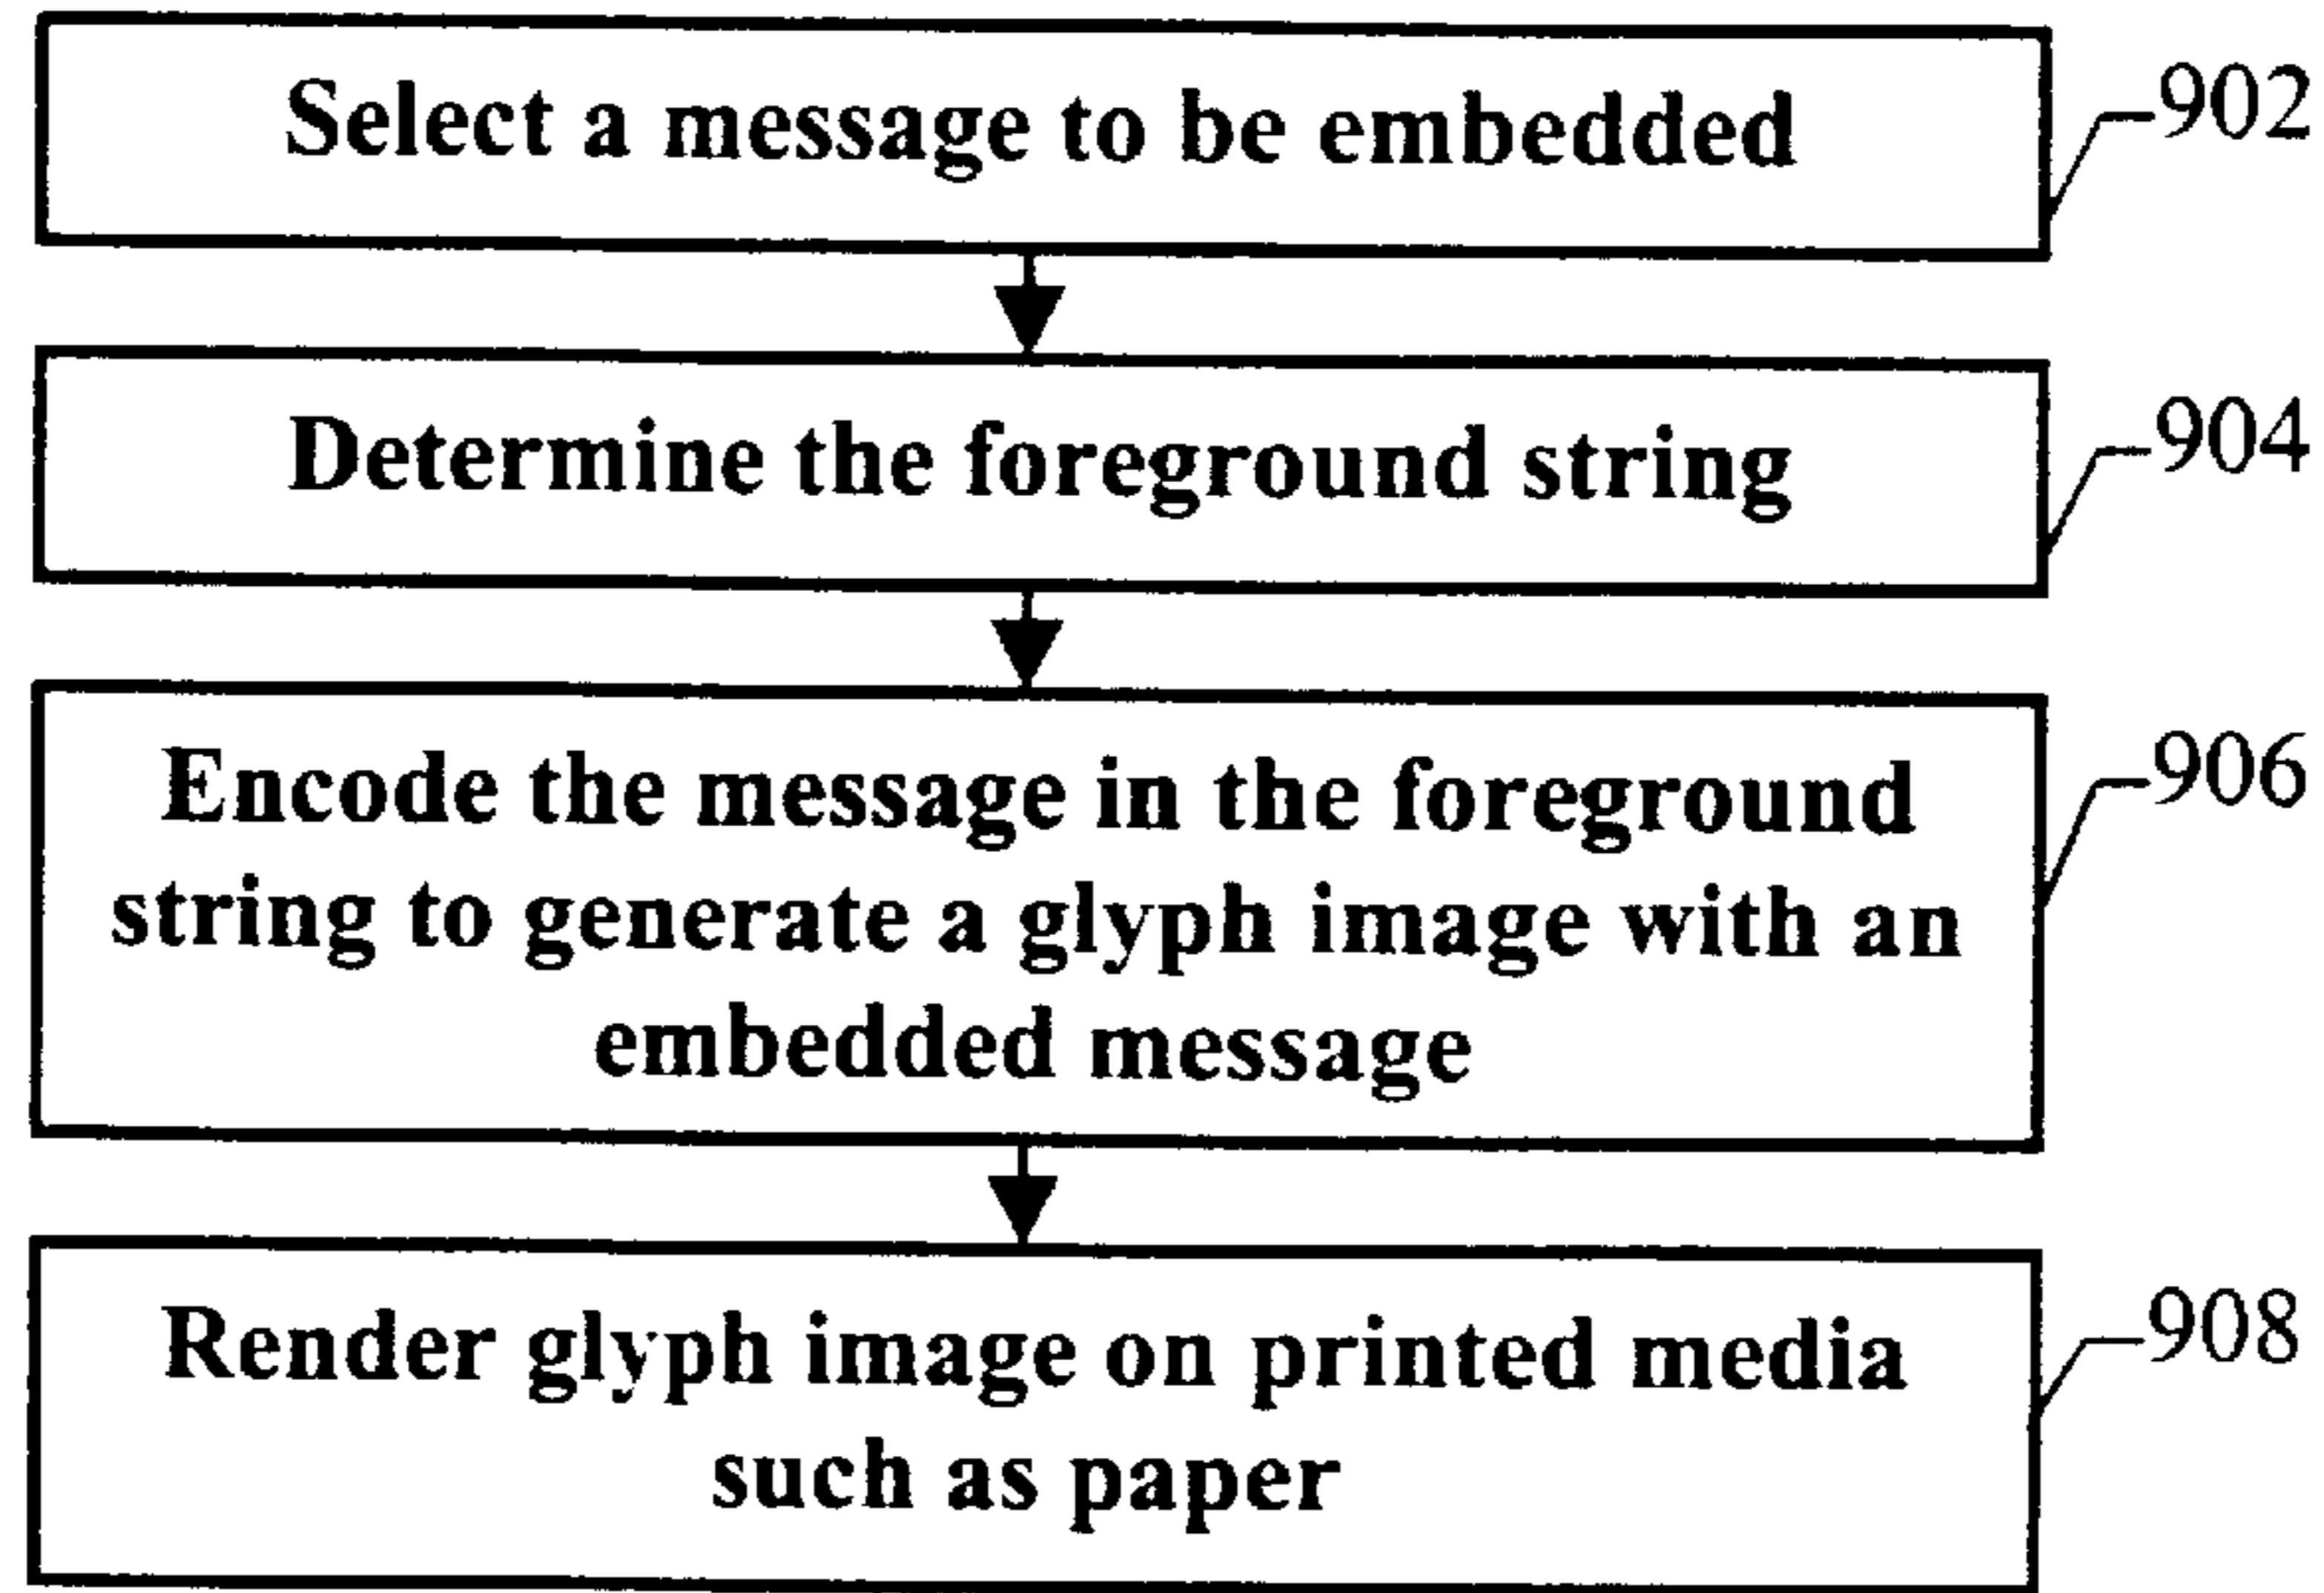 Select a message to be embedded
902
Determine the foreground string
904
Encode the message in the foreground
906
string to generate a glyph image with an
embedded message
Render glyph image on printed media
908
such as paper